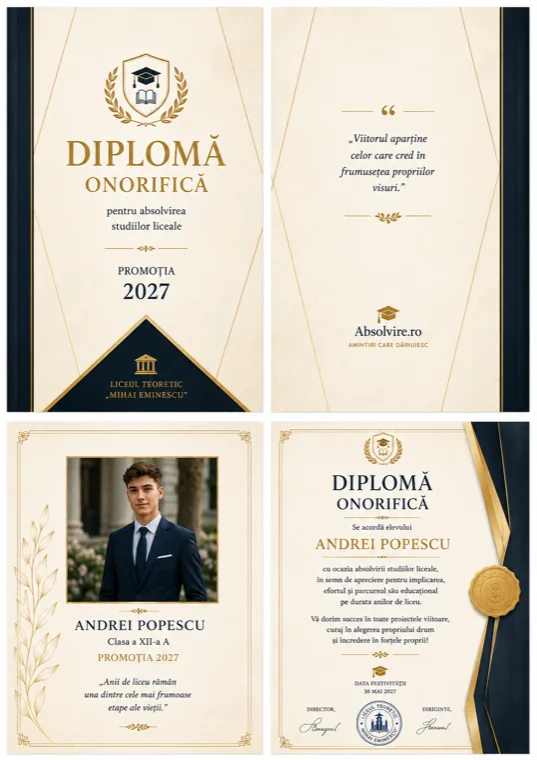 DIPLOMĂ
ONORIFICĂ
pentru absolvirea
studiilor liceale
PROMOȚIA
2027
LICEUL TEORETIC
„MIHAI EMINESCU”
“
„Viitorul aparține
celor care cred în
frumusețea propriilor
visuri.”
Absolvire.ro
AMINTIRI CARE DĂINUIESC
ANDREI POPESCU
Clasa a XII-a A
PROMOȚIA 2027
„Anii de liceu rămân
una dintre cele mai frumoase
etape ale vieții.”
DIPLOMĂ
ONORIFICĂ
Se acordă elevului
ANDREI POPESCU
cu ocazia absolvirii studiilor liceale,
în semn de apreciere pentru implicarea,
efortul și parcursul său educațional
pe durata anilor de liceu.
Vă dorim succes în toate proiectele viitoare,
curaj în alegerea propriului drum
și încredere în forțele proprii!
DATA FESTIVITĂȚII
30 MAI 2027
DIRECTOR,
DIRIGINTE,
LICEUL TEORETIC
MIHAI EMINESCU